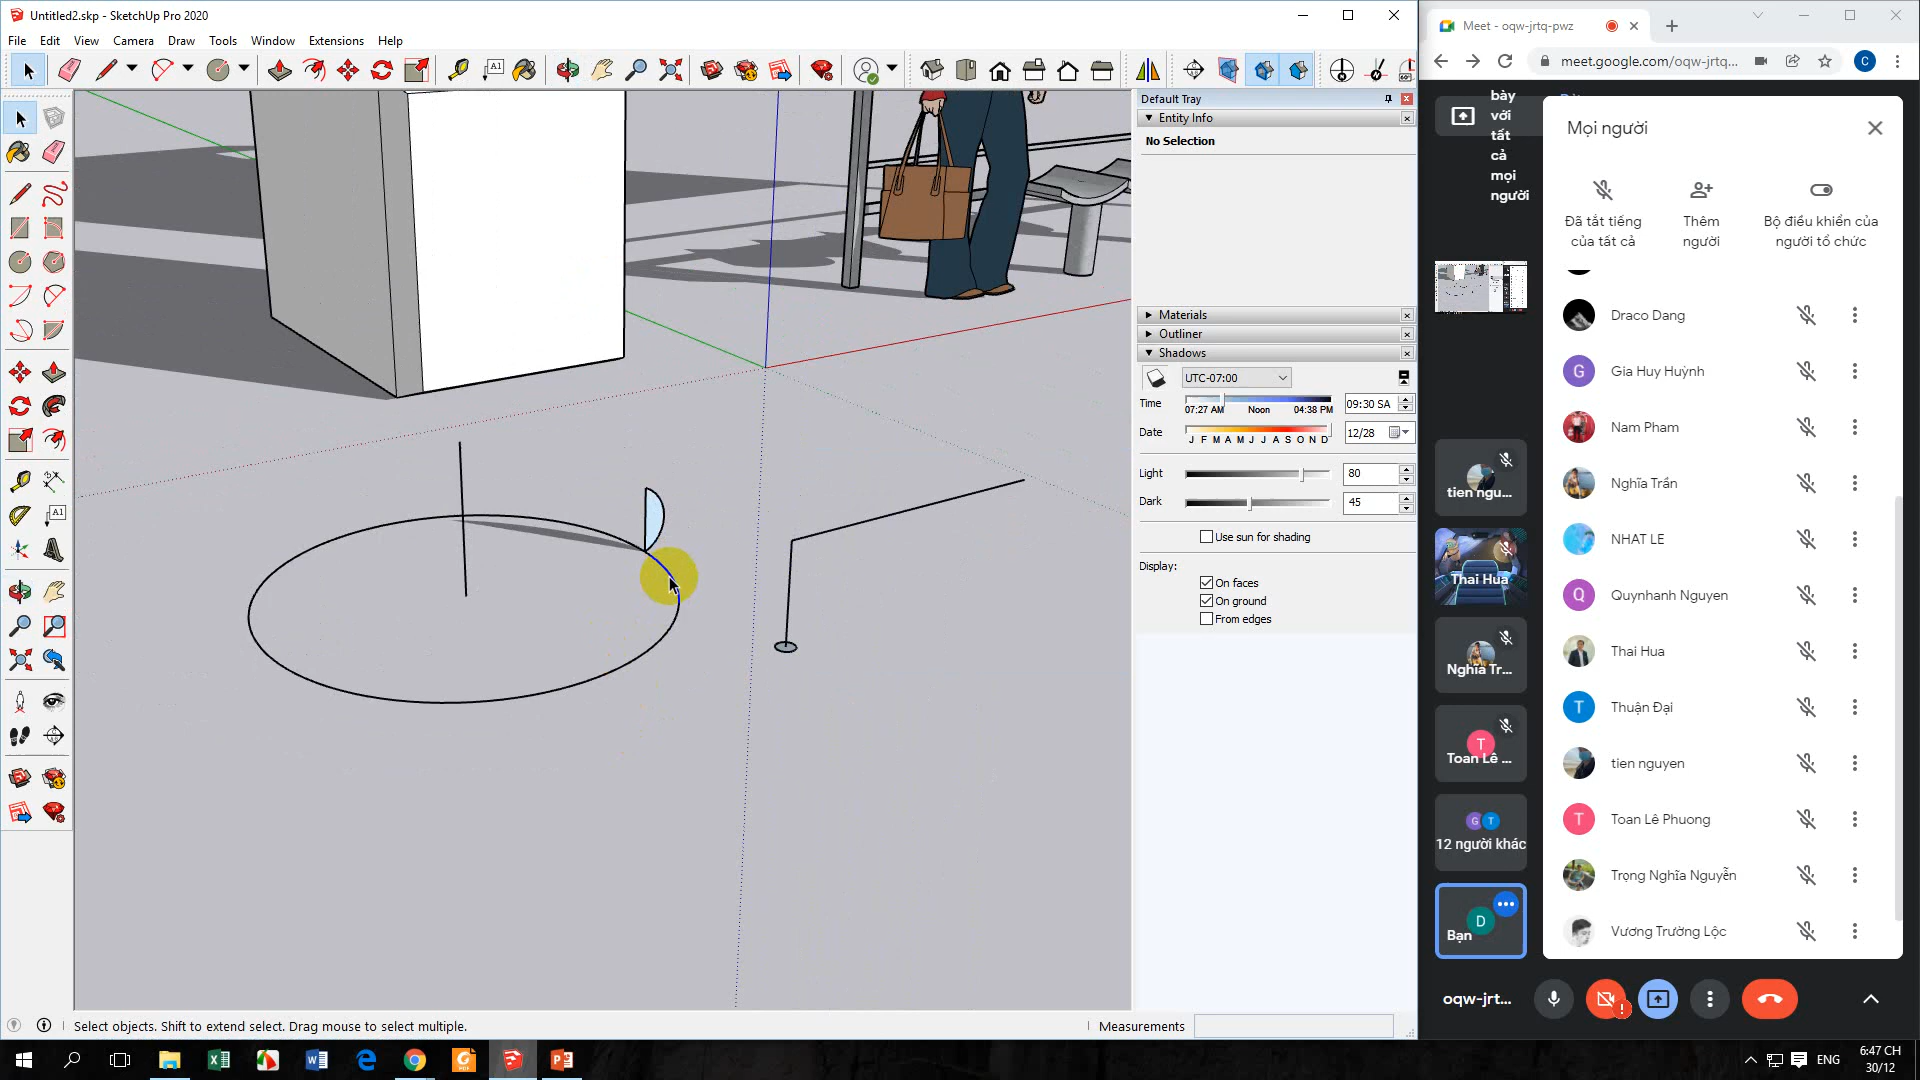 Untitled2.skp - SketchUp Pro 2020
File Edit View Camera Draw Tools Window Extensions Help
Default Tray
Entity Info
No Selection
Materials
Outliner
Shadows
UTC-07:00
Time
07:27 AM Noon 04:38 PM
09:30 SA
Date
J F M A M J J A S O N D
12/28
Light
80
Dark
45
Use sun for shading
Display:
On faces
On ground
From edges
Select objects. Shift to extend select. Drag mouse to select multiple.
Measurements
Meet - oqw-jrtq-pwz
meet.google.com/oqw-jrtq...
C
bày
với
tất
cả
mọi
người
Mọi người
Đã tắt tiếng
của tất cả
Thêm
người
Bộ điều khiển của
người tổ chức
Draco Dang
G
Gia Huy Huỳnh
Nam Pham
Nghĩa Trần
NHAT LE
Q
Quynhanh Nguyen
Thai Hua
T
Thuận Đại
tien nguyen
T
Toan Lê Phuong
Trọng Nghĩa Nguyễn
Vương Trường Lộc
tien ngu...
Thai Hua
Nghĩa Tr...
T
Toan Lê ...
G T
12 người khác
D
Bạn
oqw-jrt...
ENG
6:47 CH
30/12